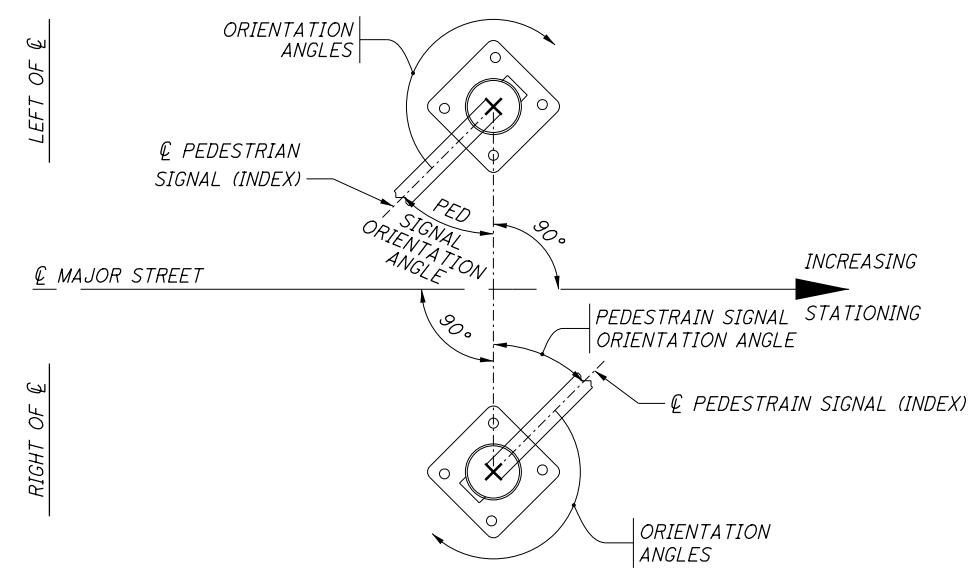 LEFT OF ℄
ORIENTATION
ANGLES
℄ PEDESTRIAN
SIGNAL (INDEX)
PED
SIGNAL
ORIENTATION
ANGLE
90°
℄ MAJOR STREET
INCREASING
STATIONING
90°
PEDESTRAIN SIGNAL
ORIENTATION ANGLE
℄ PEDESTRAIN SIGNAL (INDEX)
RIGHT OF ℄
ORIENTATION
ANGLES